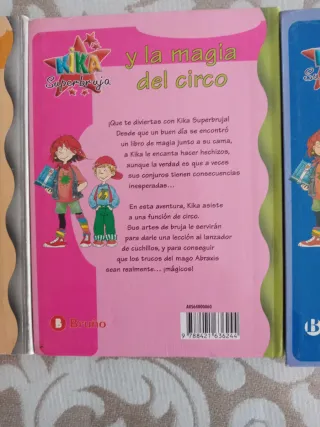 KIKA
Superbruja
y la magia
del circo
¡Que te diviertas con Kika Superbruja!
Desde que un buen día se encontró
un libro de magia junto a su cama,
a Kika le encanta hacer hechizos,
aunque la verdad es que a veces
sus conjuros tienen consecuencias
inesperadas...
En esta aventura, Kika asiste
a una función de circo.
Sus artes de bruja le servirán
para darle una lección al lanzador
de cuchillos, y para conseguir
que los trucos del mago Abraxis
sean realmente... ¡mágicos!
B Bruño
9 788421 636244